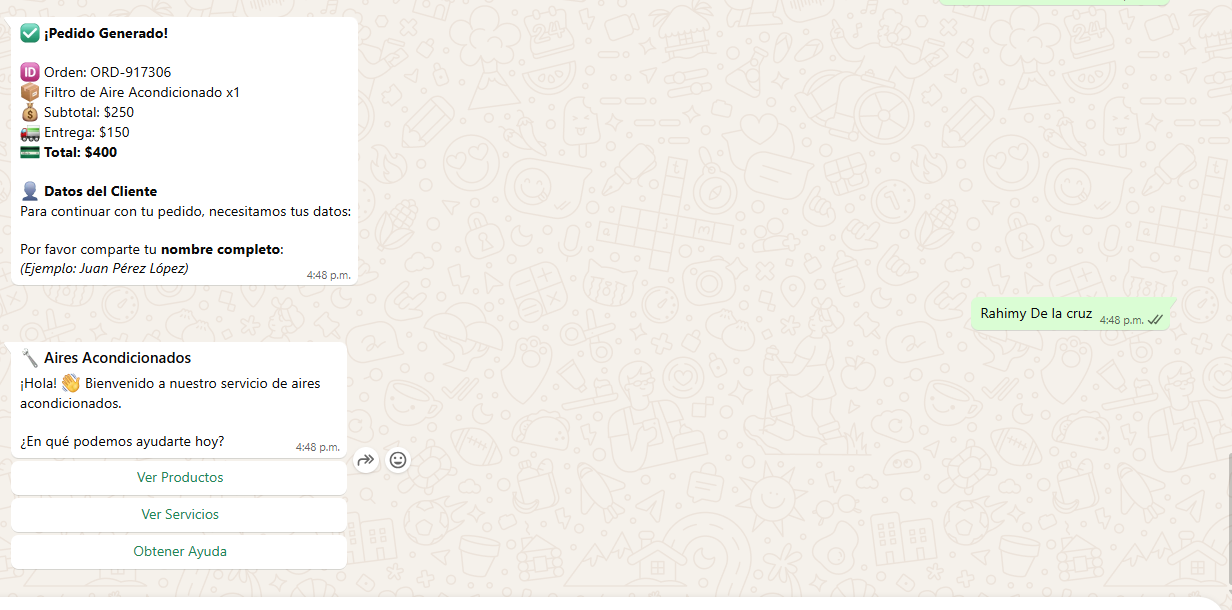 ¡Pedido Generado!
ID Orden: ORD-917306
Filtro de Aire Acondicionado x1
Subtotal: $250
Entrega: $150
Total: $400
Datos del Cliente
Para continuar con tu pedido, necesitamos tus datos:
Por favor comparte tu nombre completo:
(Ejemplo: Juan Pérez López)
4:48 p.m.
Rahimy De la cruz 4:48 p.m.
Aires Acondicionados
¡Hola! Bienvenido a nuestro servicio de aires
acondicionados.
¿En qué podemos ayudarte hoy?
4:48 p.m.
Ver Productos
Ver Servicios
Obtener Ayuda